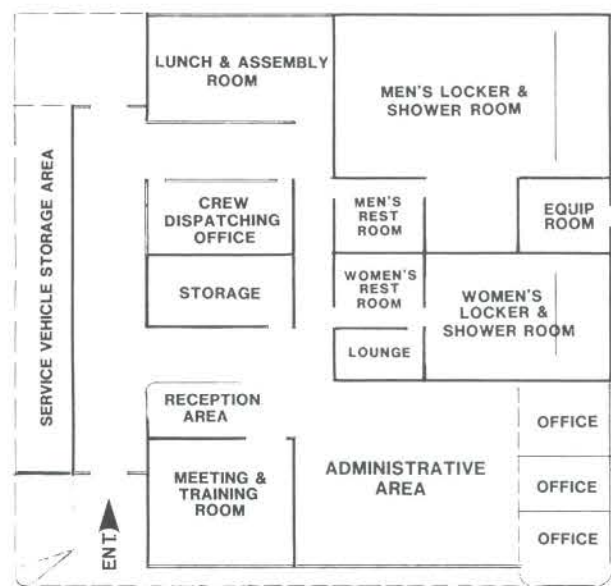 LUNCH & ASSEMBLY
ROOM
MEN'S LOCKER &
SHOWER ROOM
SERVICE VEHICLE STORAGE AREA
CREW
DISPATCHING
OFFICE
MEN'S
REST
ROOM
EQUIP
ROOM
STORAGE
WOMEN'S
REST
ROOM
WOMEN'S
LOCKER &
SHOWER ROOM
LOUNGE
RECEPTION
AREA
OFFICE
MEETING &
TRAINING
ROOM
ADMINISTRATIVE
AREA
OFFICE
OFFICE
ENT.